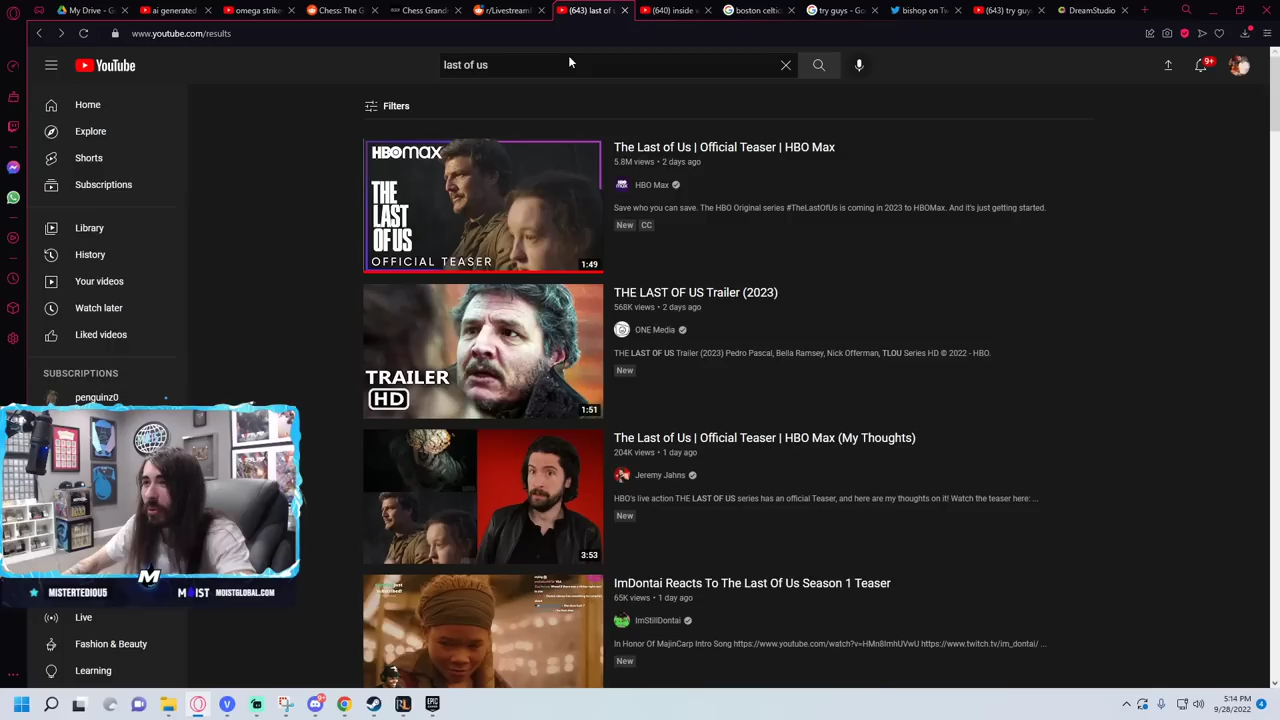 My Drive - G
ai generated
omega strike
Chess: The G
Chess Grand
r/Livestream
(643) last of
(640) inside
boston celtic
try guys - Go
bishop on Tw
(643) try guy
DreamStudio
www.youtube.com/results
YouTube
last of us
9+
Home
Explore
Shorts
Subscriptions
Library
History
Your videos
Watch later
Liked videos
SUBSCRIPTIONS
penguinz0
Live
Fashion & Beauty
Learning
Filters
HBOmax
THE
LAST
OF US
OFFICIAL TEASER
1:49
The Last of Us | Official Teaser | HBO Max
5.8M views • 2 days ago
HBO Max
Save who you can save. The HBO Original series #TheLastOfUs is coming in 2023 to HBOMax. And it's just getting started.
New CC
TRAILER
HD
1:51
THE LAST OF US Trailer (2023)
568K views • 2 days ago
ONE Media
THE LAST OF US Trailer (2023) Pedro Pascal, Bella Ramsey, Nick Offerman, TLOU Series HD © 2022 - HBO.
New
3:53
The Last of Us | Official Teaser | HBO Max (My Thoughts)
204K views • 1 day ago
Jeremy Jahns
HBO's live action THE LAST OF US series has an official Teaser, and here are my thoughts on it! Watch the teaser here: ...
New
ImDontai Reacts To The Last Of Us Season 1 Teaser
65K views • 1 day ago
ImStillDontai
In Honor Of MajinCarp Intro Song https://www.youtube.com/watch?v=HMn8ImhUVwU https://www.twitch.tv/im_dontai/ ...
New
M
VERTEDIOUS
MOIST
MOISTGLOBAL.COM
9+
5:14 PM
9/28/2022
4